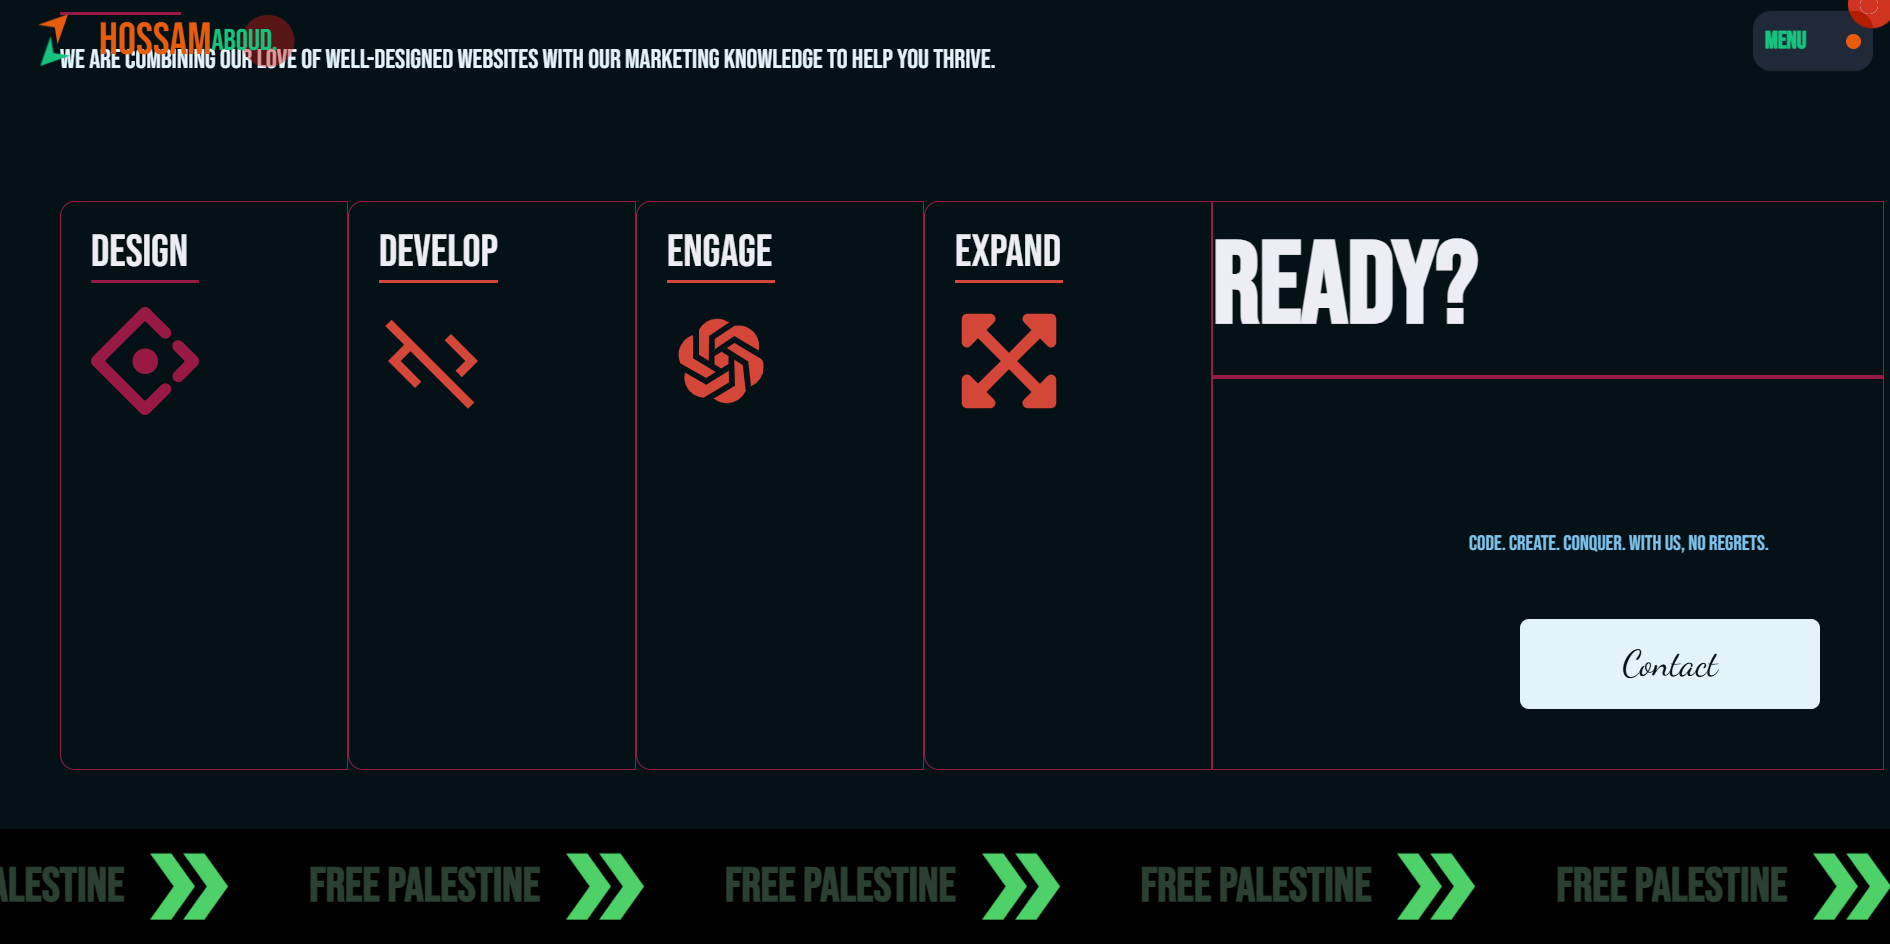 HOSSAMABOUD
MENU
WE ARE COMBINING OUR LOVE OF WELL-DESIGNED WEBSITES WITH OUR MARKETING KNOWLEDGE TO HELP YOU THRIVE.
DESIGN
DEVELOP
ENGAGE
EXPAND
READY?
CODE. CREATE. CONQUER. WITH US, NO REGRETS.
Contact
ALESTINE FREE PALESTINE FREE PALESTINE FREE PALESTINE FREE PALESTINE